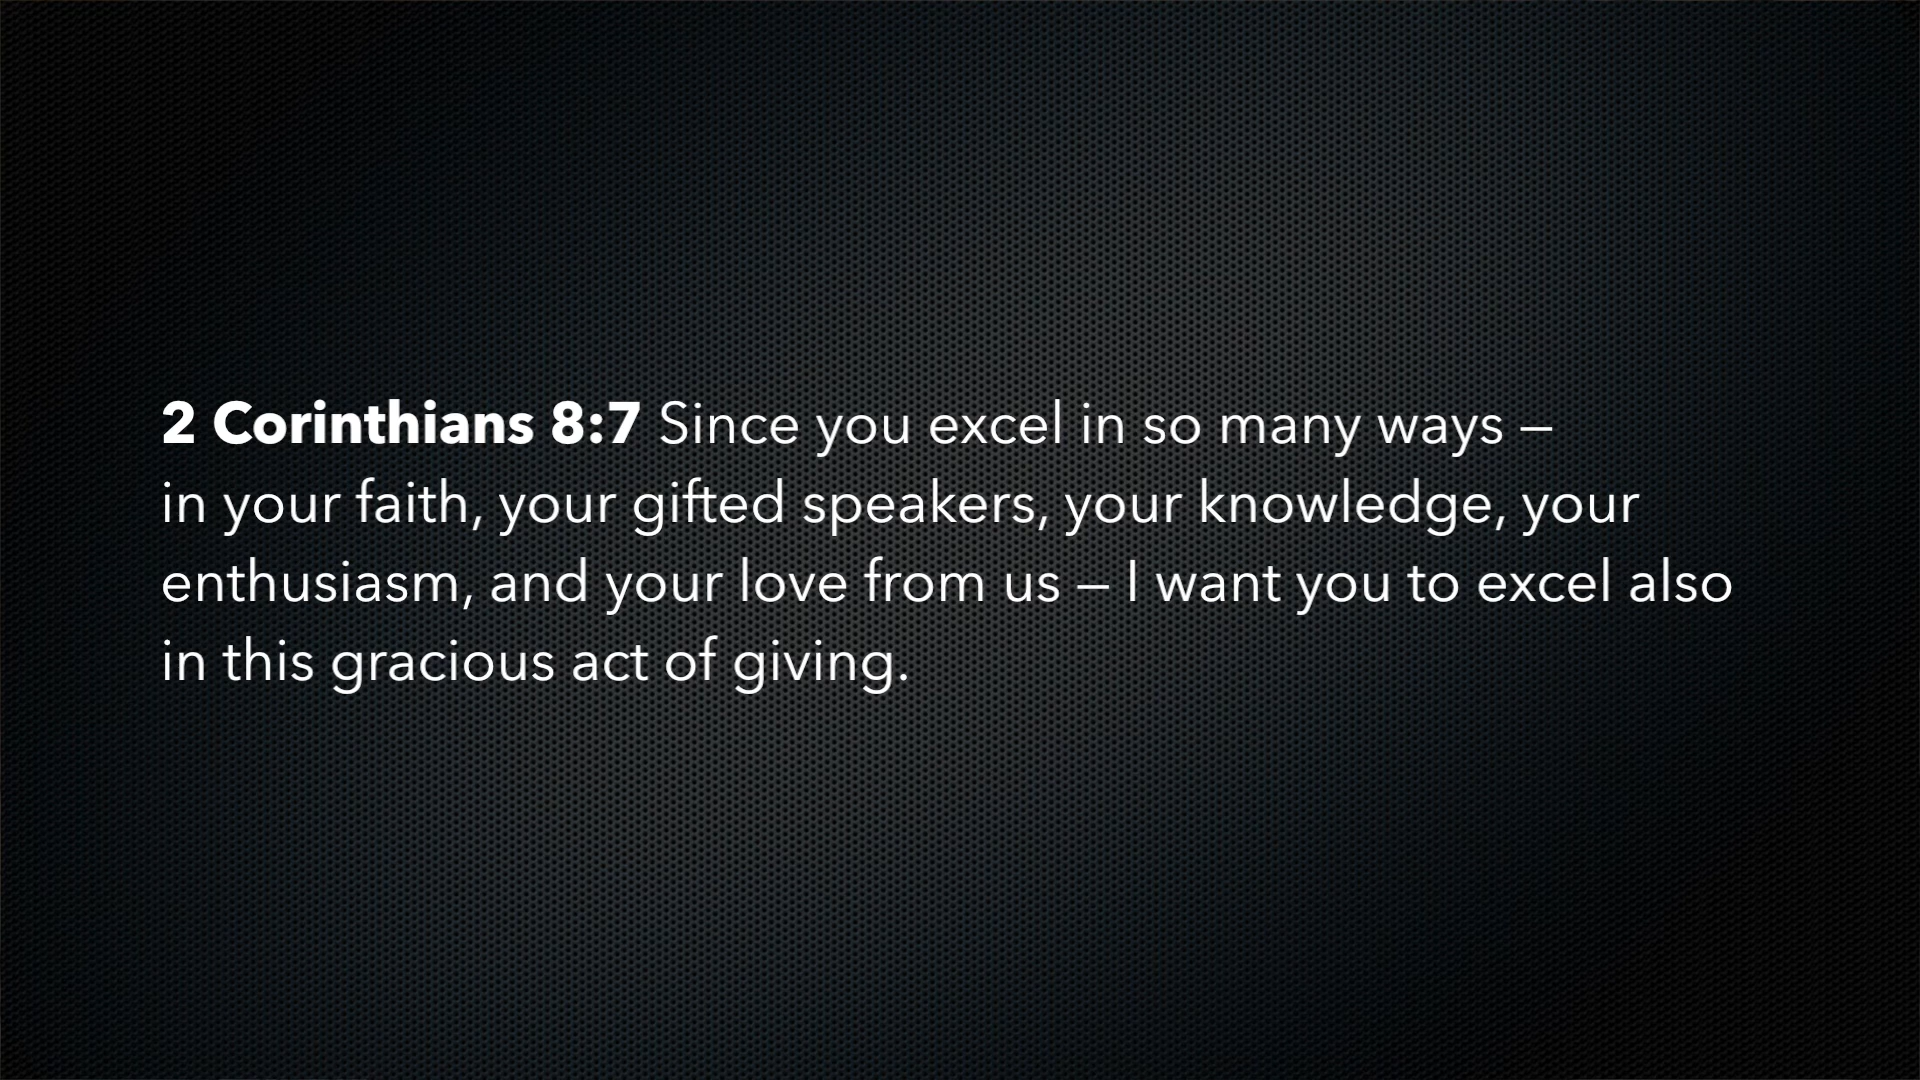 2 Corinthians 8:7 Since you excel in so many ways –
in your faith, your gifted speakers, your knowledge, your
enthusiasm, and your love from us – I want you to excel also
in this gracious act of giving.